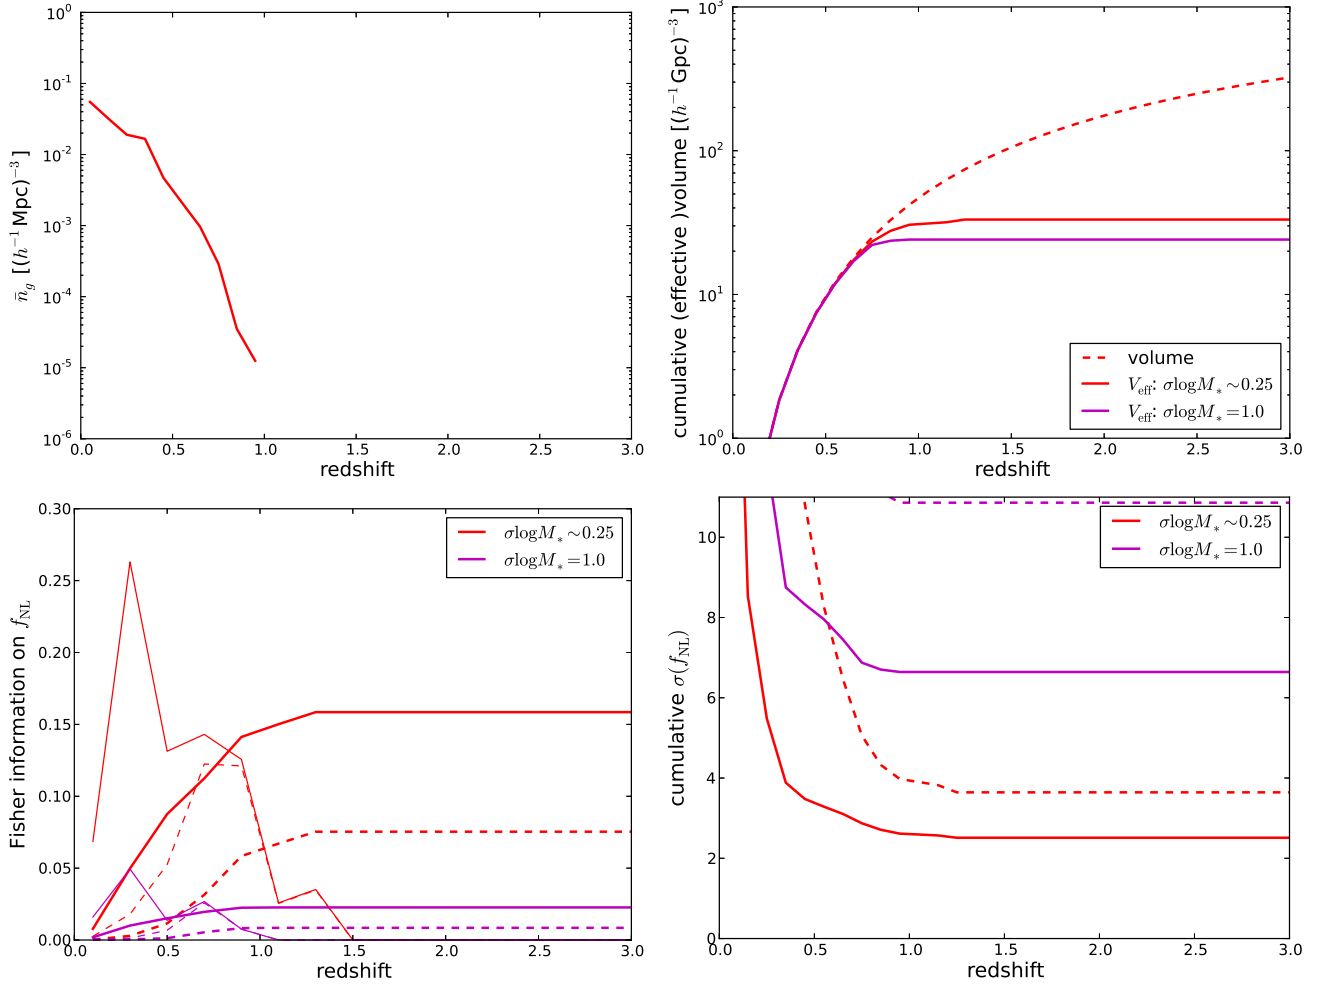 10^0
10^-1
10^-2
10^-3
10^-4
10^-5
10^-6
n̄_g [(h^-1 Mpc)^-3]
0.0 0.5 1.0 1.5 2.0 2.5 3.0
redshift
10^3
10^2
10^1
10^0
cumulative (effective )volume [(h^-1 Gpc)^-3]
volume
V_eff: σlogM_* ~0.25
V_eff: σlogM_* =1.0
0.0 0.5 1.0 1.5 2.0 2.5 3.0
redshift
0.30
0.25
0.20
0.15
0.10
0.05
0.00
Fisher information on f_NL
σlogM_* ~0.25
σlogM_* =1.0
0.0 0.5 1.0 1.5 2.0 2.5 3.0
redshift
10
8
6
4
2
0
cumulative σ(f_NL)
σlogM_* ~0.25
σlogM_* =1.0
0.0 0.5 1.0 1.5 2.0 2.5 3.0
redshift